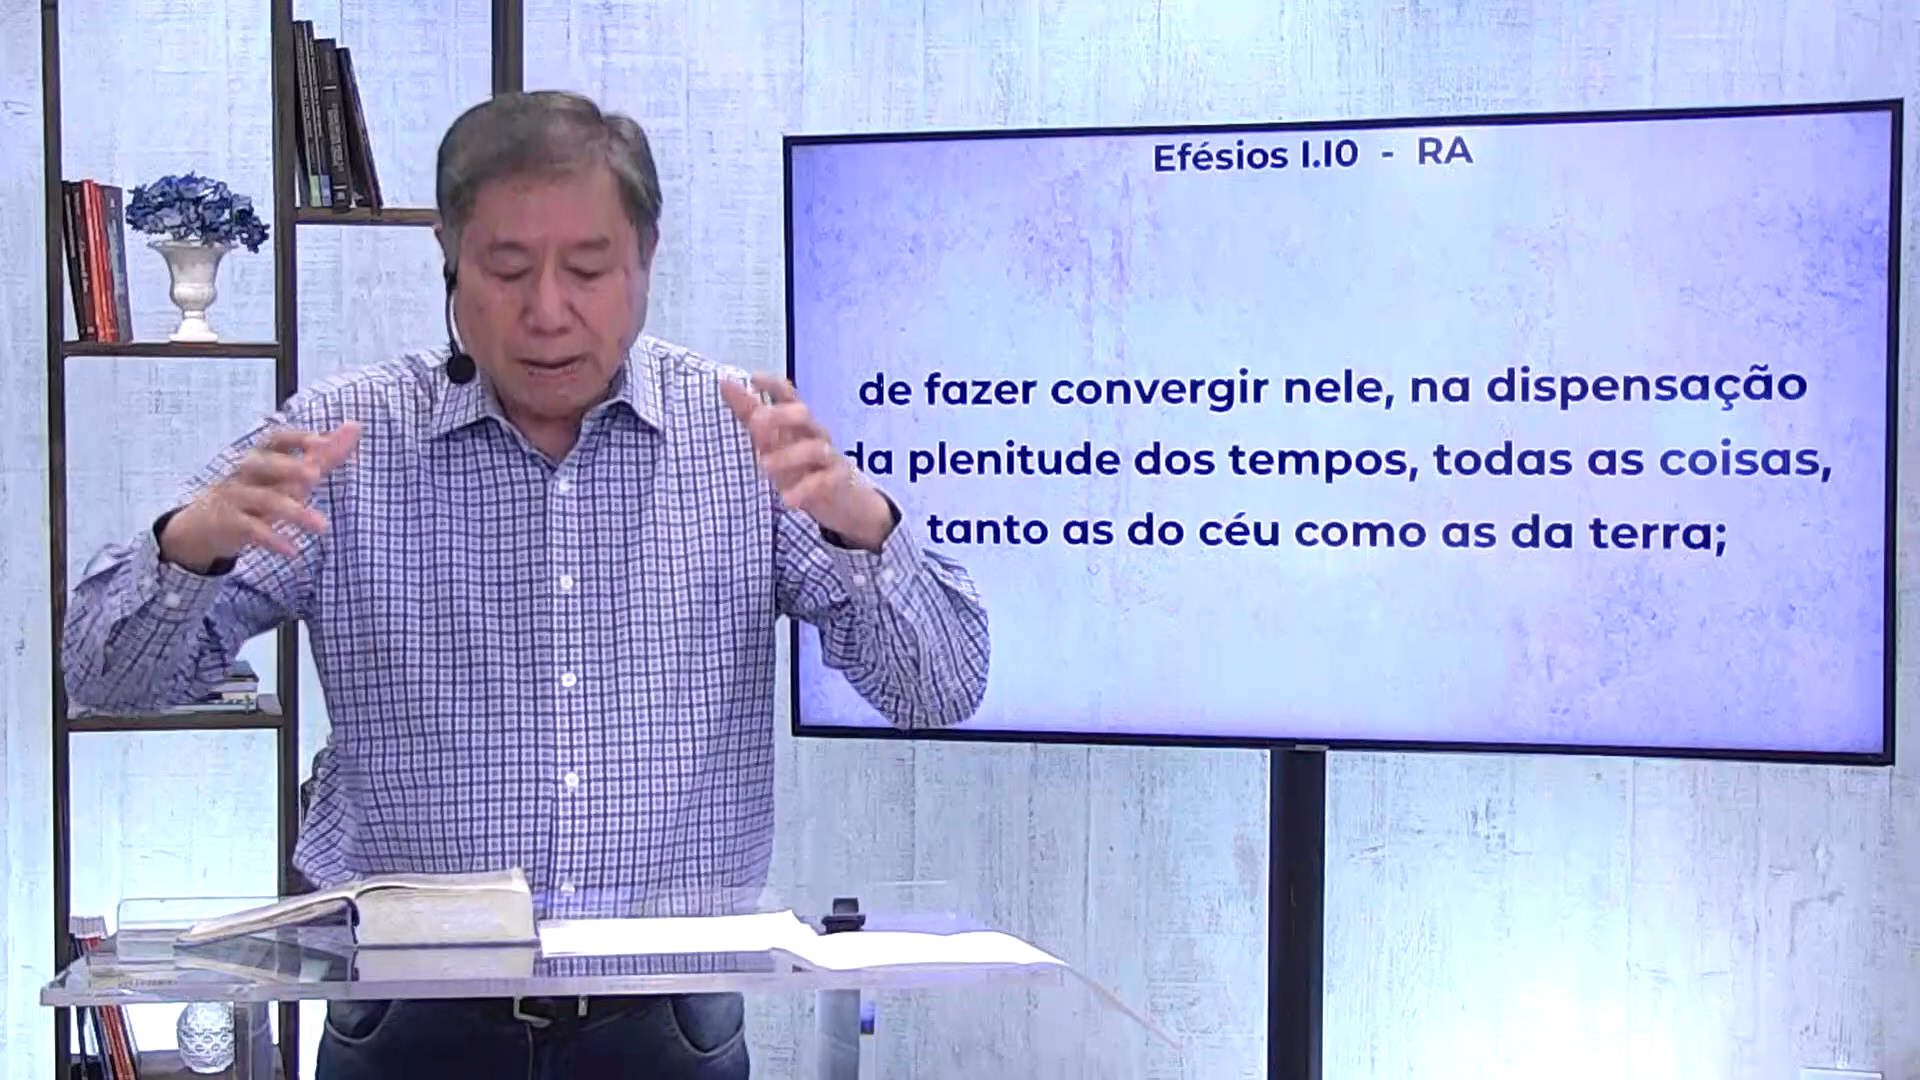 Efésios 1.10 - RA
de fazer convergir nele, na dispensação
da plenitude dos tempos, todas as coisas,
tanto as do céu como as da terra;